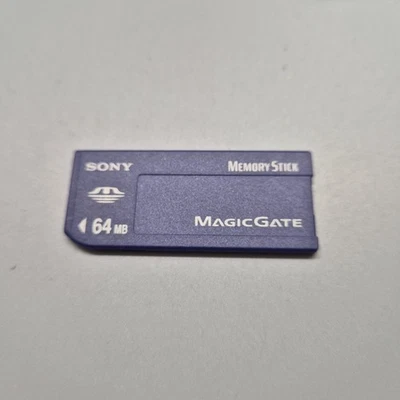 SONY
MEMORY STICK
MAGICGATE
64 MB